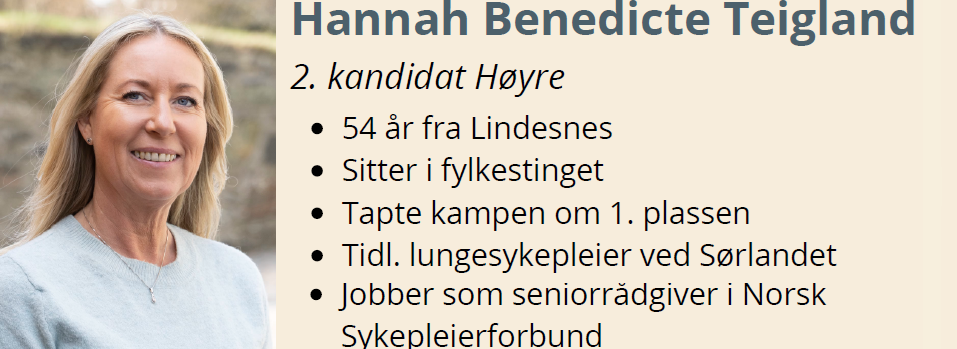 Hannah Benedicte Teigland
2. kandidat Høyre
• 54 år fra Lindesnes
• Sitter i fylkestinget
• Tapte kampen om 1. plassen
• Tidl. lungesykepleier ved Sørlandet
• Jobber som seniorrådgiver i Norsk
Sykepleierforbund